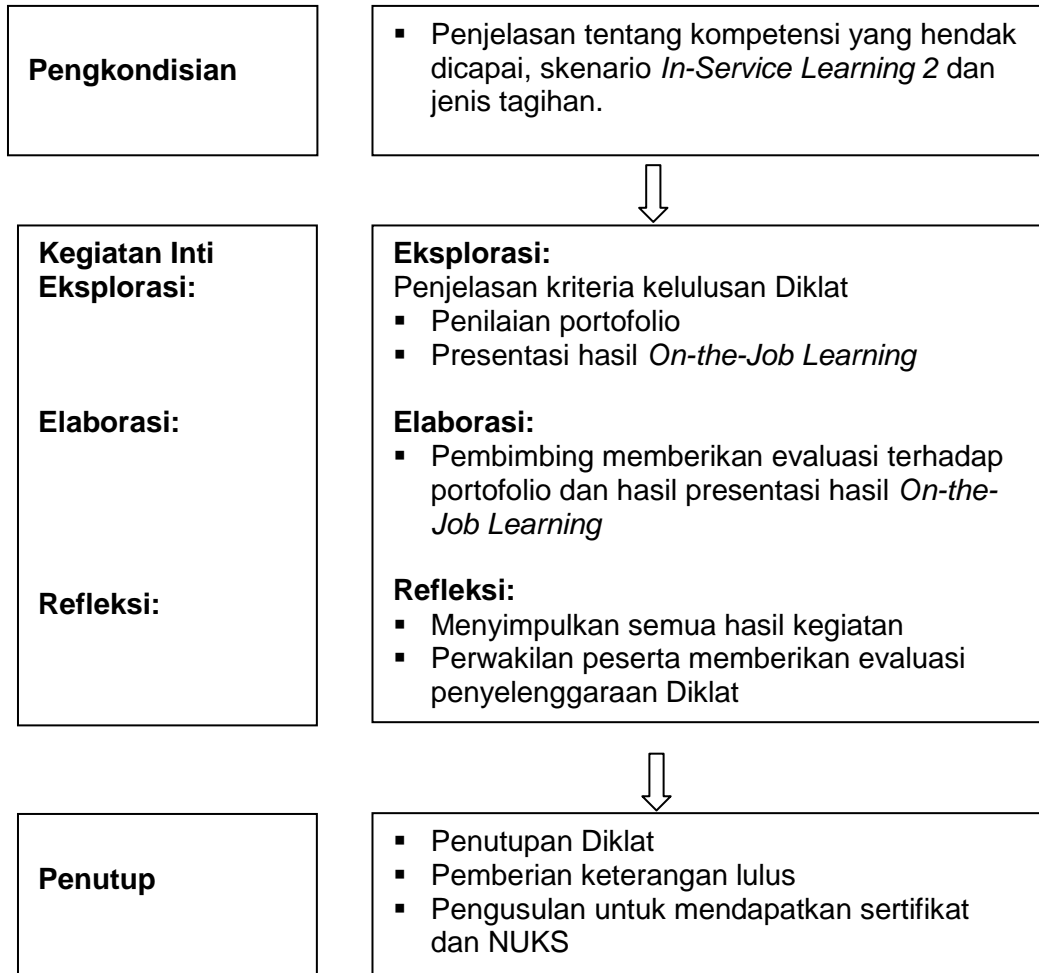 Pengkondisian
▪ Penjelasan tentang kompetensi yang hendak
dicapai, skenario In-Service Learning 2 dan
jenis tagihan.
Kegiatan Inti
Eksplorasi:
Elaborasi:
Refleksi:
Eksplorasi:
Penjelasan kriteria kelulusan Diklat
▪ Penilaian portofolio
▪ Presentasi hasil On-the-Job Learning
Elaborasi:
▪ Pembimbing memberikan evaluasi terhadap
portofolio dan hasil presentasi hasil On-the-
Job Learning
Refleksi:
▪ Menyimpulkan semua hasil kegiatan
▪ Perwakilan peserta memberikan evaluasi
penyelenggaraan Diklat
Penutup
▪ Penutupan Diklat
▪ Pemberian keterangan lulus
▪ Pengusulan untuk mendapatkan sertifikat
dan NUKS